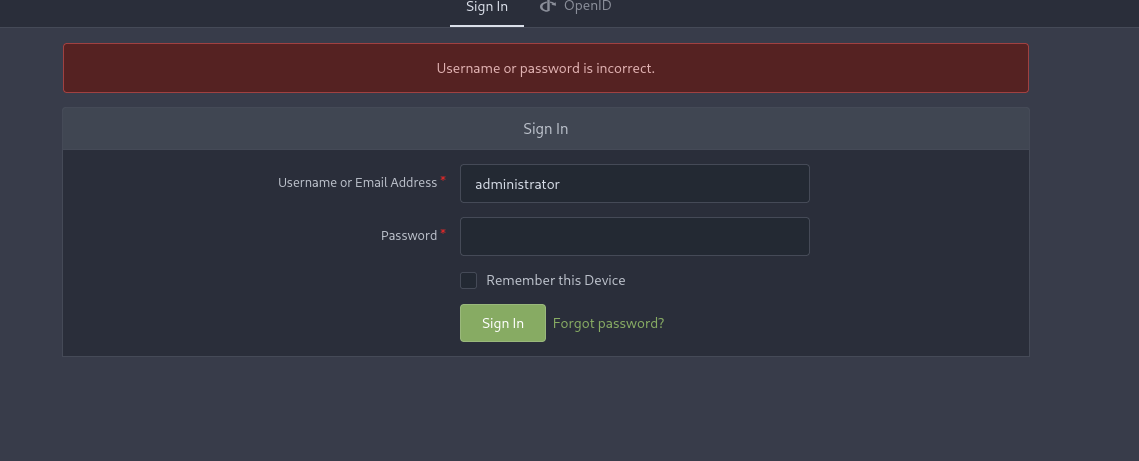 Sign In OpenID
Username or password is incorrect.
Sign In
Username or Email Address *
administrator
Password *
Remember this Device
Sign In Forgot password?